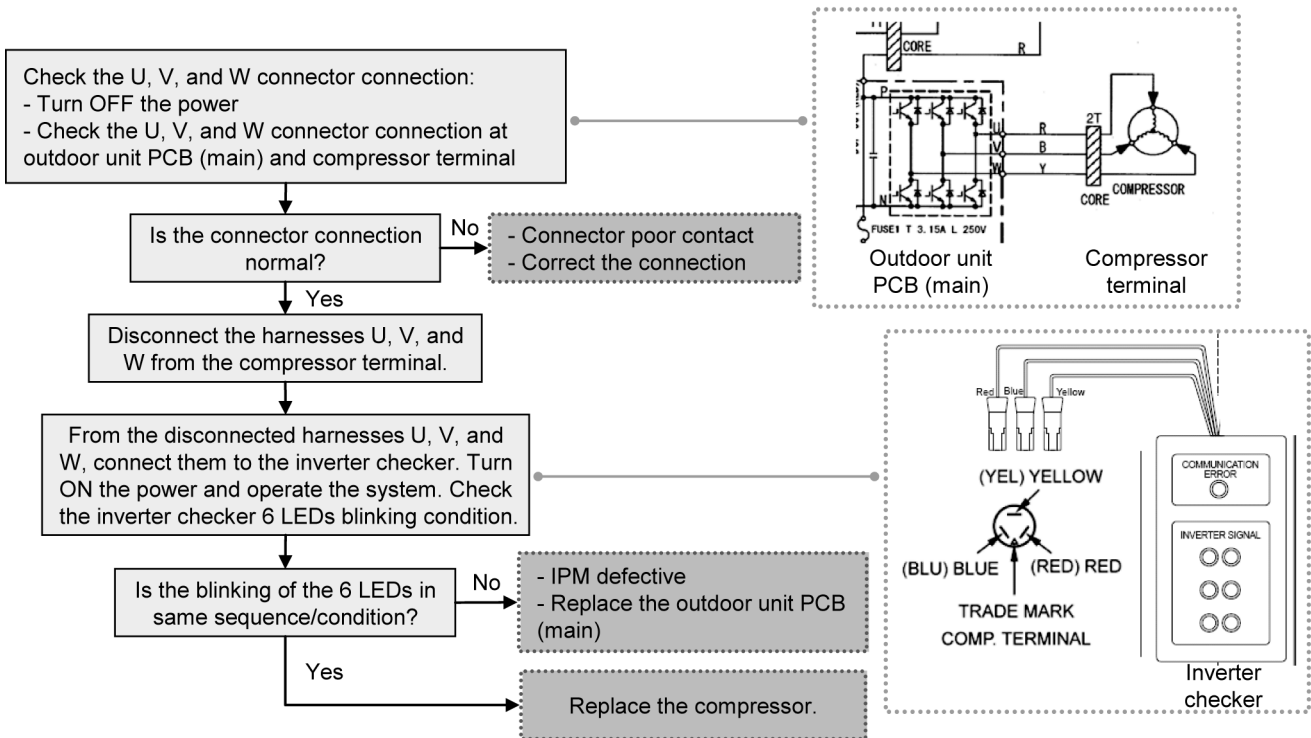 Check the U, V, and W connector connection:
- Turn OFF the power
- Check the U, V, and W connector connection at
outdoor unit PCB (main) and compressor terminal
Is the connector connection
normal?
No
- Connector poor contact
- Correct the connection
Yes
Disconnect the harnesses U, V, and
W from the compressor terminal.
From the disconnected harnesses U, V, and
W, connect them to the inverter checker. Turn
ON the power and operate the system. Check
the inverter checker 6 LEDs blinking condition.
Is the blinking of the 6 LEDs in
same sequence/condition?
No
- IPM defective
- Replace the outdoor unit PCB
(main)
Yes
Replace the compressor.
CORE
R
P
U
R
2T
V
B
W
Y
N
CORE
COMPRESSOR
FUSE1 T 3.15A L 250V
Outdoor unit
PCB (main)
Compressor
terminal
Red
Blue
Yellow
(YEL) YELLOW
(BLU) BLUE
(RED) RED
TRADE MARK
COMP. TERMINAL
COMMUNICATION
ERROR
INVERTER SIGNAL
Inverter
checker